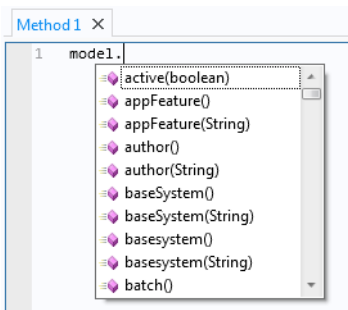 Method 1 ×
1 model.
active(boolean)
appFeature()
appFeature(String)
author()
author(String)
baseSystem()
baseSystem(String)
basesystem()
basesystem(String)
batch()